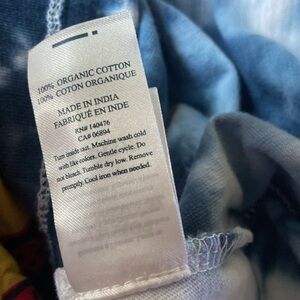 100% ORGANIC COTTON
100% COTON ORGANIQUE
MADE IN INDIA
FABRIQUÉ EN INDE
RN# 140476
CA# 06894
Turn inside out. Machine wash cold
with like colors. Gentle cycle. Do
not bleach. Tumble dry low. Remove
promptly. Cool iron when needed.